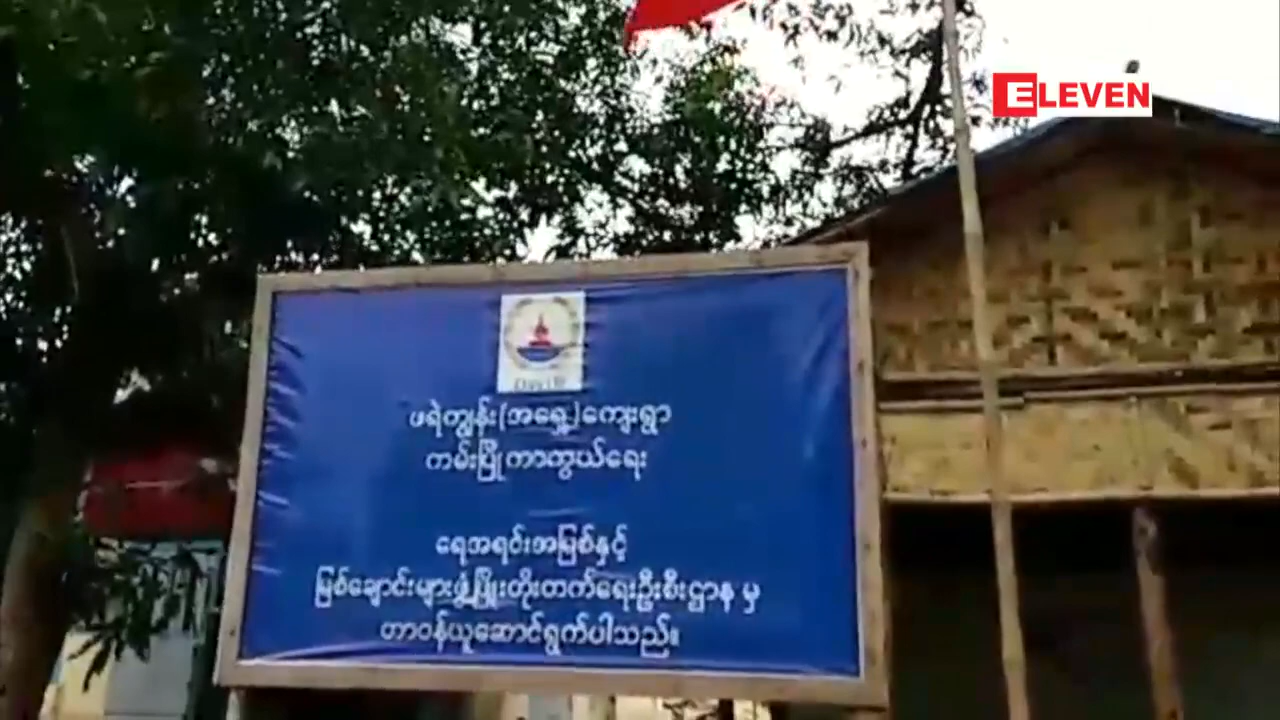 ELEVEN
ဖရဲကျွန်း(အရှေ့)ကျေးရွာ
ကမ်းပြိုကာကွယ်ရေး
ရေအရင်းအမြစ်နှင့်
မြစ်ချောင်းများဖွံ့ဖြိုးတိုးတက်ရေးဦးစီးဌာန မှ
တာဝန်ယူဆောင်ရွက်ပါသည်။